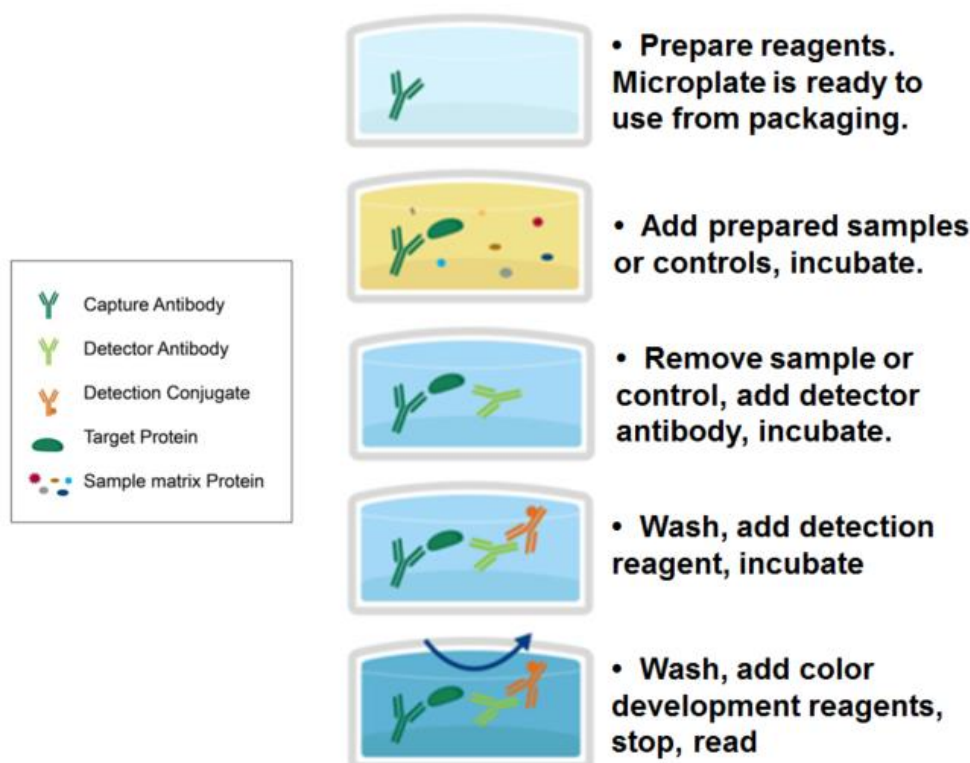 • Prepare reagents.
Microplate is ready to
use from packaging.
• Add prepared samples
or controls, incubate.
Capture Antibody
Detector Antibody
Detection Conjugate
Target Protein
Sample matrix Protein
• Remove sample or
control, add detector
antibody, incubate.
• Wash, add detection
reagent, incubate
• Wash, add color
development reagents,
stop, read